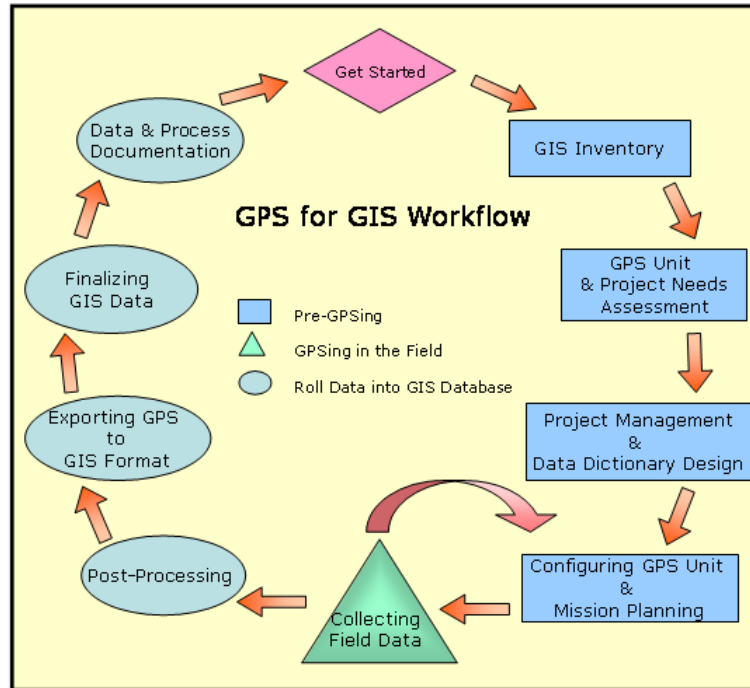 Get Started
GIS Inventory
GPS Unit
& Project Needs
Assessment
Project Management
&
Data Dictionary Design
Configuring GPS Unit
&
Mission Planning
Collecting
Field Data
Post-Processing
Exporting GPS
to
GIS Format
Finalizing
GIS Data
Data & Process
Documentation
GPS for GIS Workflow
Pre-GPSing
GPSing in the Field
Roll Data into GIS Database